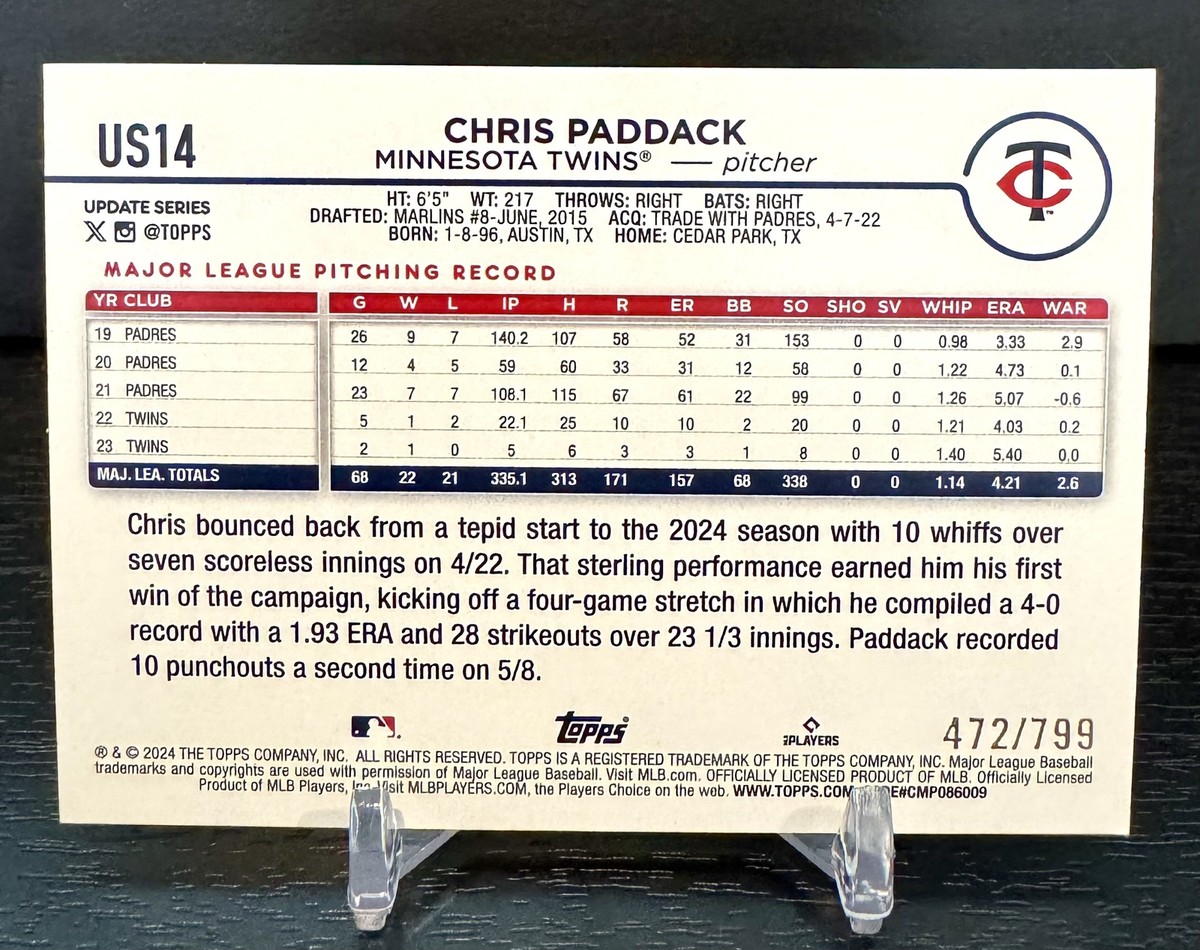 US14
CHRIS PADDACK
MINNESOTA TWINS® — pitcher
TC™
UPDATE SERIES
@TOPPS
HT: 6'5" WT: 217 THROWS: RIGHT BATS: RIGHT
DRAFTED: MARLINS #8-JUNE, 2015 ACQ: TRADE WITH PADRES, 4-7-22
BORN: 1-8-96, AUSTIN, TX HOME: CEDAR PARK, TX
MAJOR LEAGUE PITCHING RECORD
YR CLUB G W L IP H R ER BB SO SHO SV WHIP ERA WAR
19 PADRES 26 9 7 140.2 107 58 52 31 153 0 0 0.98 3.33 2.9
20 PADRES 12 4 5 59 60 33 31 12 58 0 0 1.22 4.73 0.1
21 PADRES 23 7 7 108.1 115 67 61 22 99 0 0 1.26 5.07 -0.6
22 TWINS 5 1 2 22.1 25 10 10 2 20 0 0 1.21 4.03 0.2
23 TWINS 2 1 0 5 6 3 3 1 8 0 0 1.40 5.40 0.0
MAJ. LEA. TOTALS 68 22 21 335.1 313 171 157 68 338 0 0 1.14 4.21 2.6
Chris bounced back from a tepid start to the 2024 season with 10 whiffs over
seven scoreless innings on 4/22. That sterling performance earned him his first
win of the campaign, kicking off a four-game stretch in which he compiled a 4-0
record with a 1.93 ERA and 28 strikeouts over 23 1/3 innings. Paddack recorded
10 punchouts a second time on 5/8.
topps®
PLAYERS
472/799
® & © 2024 THE TOPPS COMPANY, INC. ALL RIGHTS RESERVED. TOPPS IS A REGISTERED TRADEMARK OF THE TOPPS COMPANY, INC. Major League Baseball
trademarks and copyrights are used with permission of Major League Baseball. Visit MLB.com. OFFICIALLY LICENSED PRODUCT OF MLB. Officially Licensed
Product of MLB Players, Visit MLBPLAYERS.COM, the Players Choice on the web. WWW.TOPPS.COM DE#CMP086009